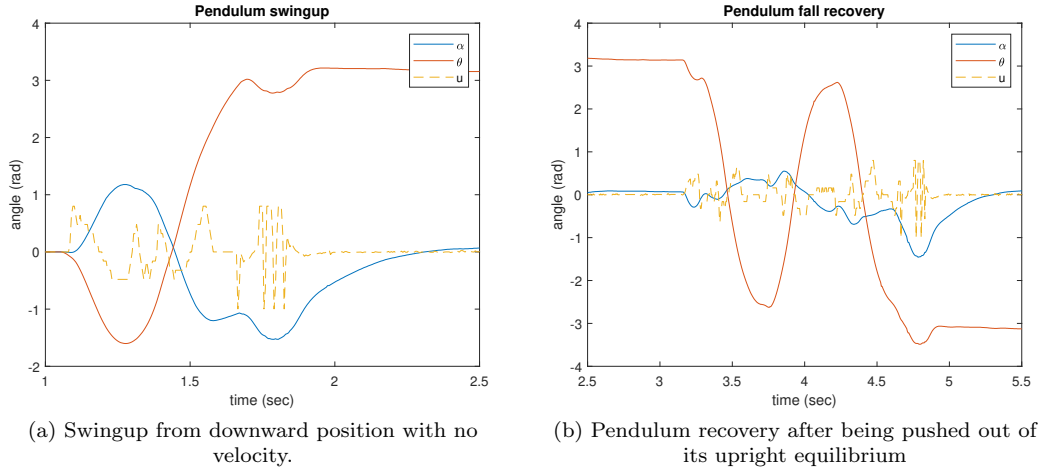 Pendulum swingup
4
3
2
1
0
-1
-2
angle (rad)
α
θ
u
1
1.5
2
2.5
time (sec)
(a) Swingup from downward position with no
velocity.
Pendulum fall recovery
4
3
2
1
0
-1
-2
-3
-4
angle (rad)
α
θ
u
2.5
3
3.5
4
4.5
5
5.5
time (sec)
(b) Pendulum recovery after being pushed out of
its upright equilibrium